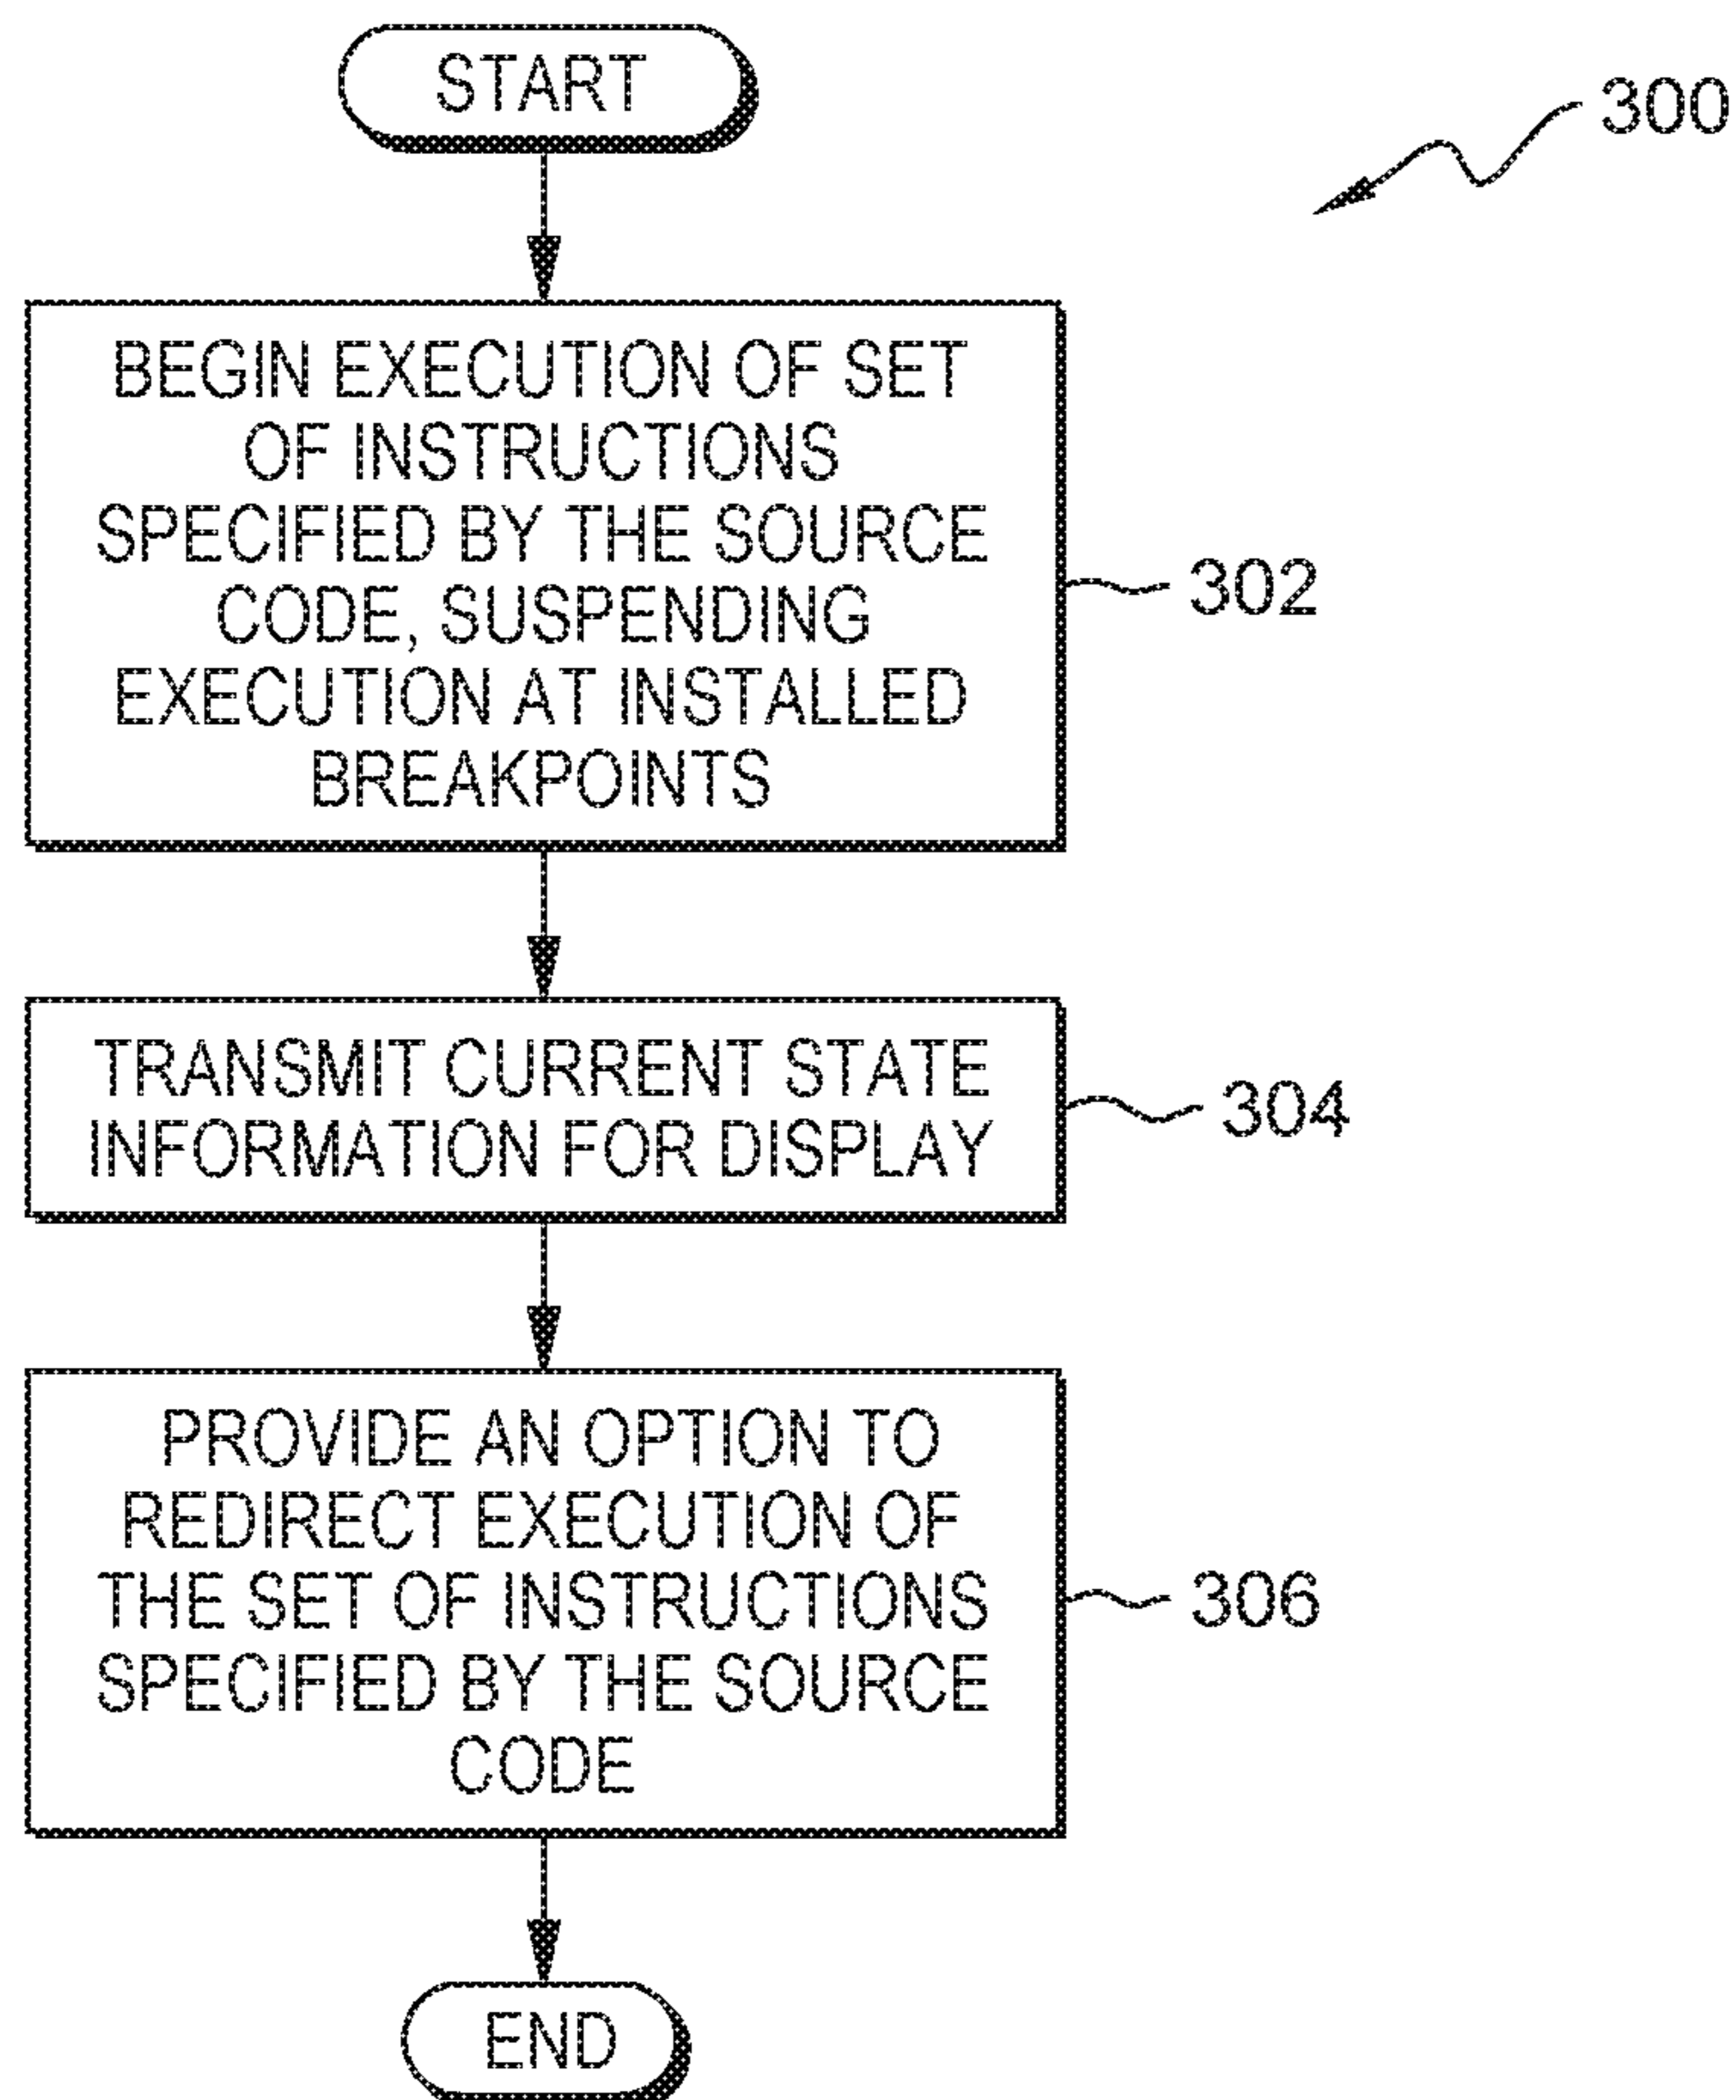 START
300
BEGIN EXECUTION OF SET
OF INSTRUCTIONS
SPECIFIED BY THE SOURCE
CODE, SUSPENDING
EXECUTION AT INSTALLED
BREAKPOINTS
302
TRANSMIT CURRENT STATE
INFORMATION FOR DISPLAY
304
PROVIDE AN OPTION TO
REDIRECT EXECUTION OF
THE SET OF INSTRUCTIONS
SPECIFIED BY THE SOURCE
CODE
306
END